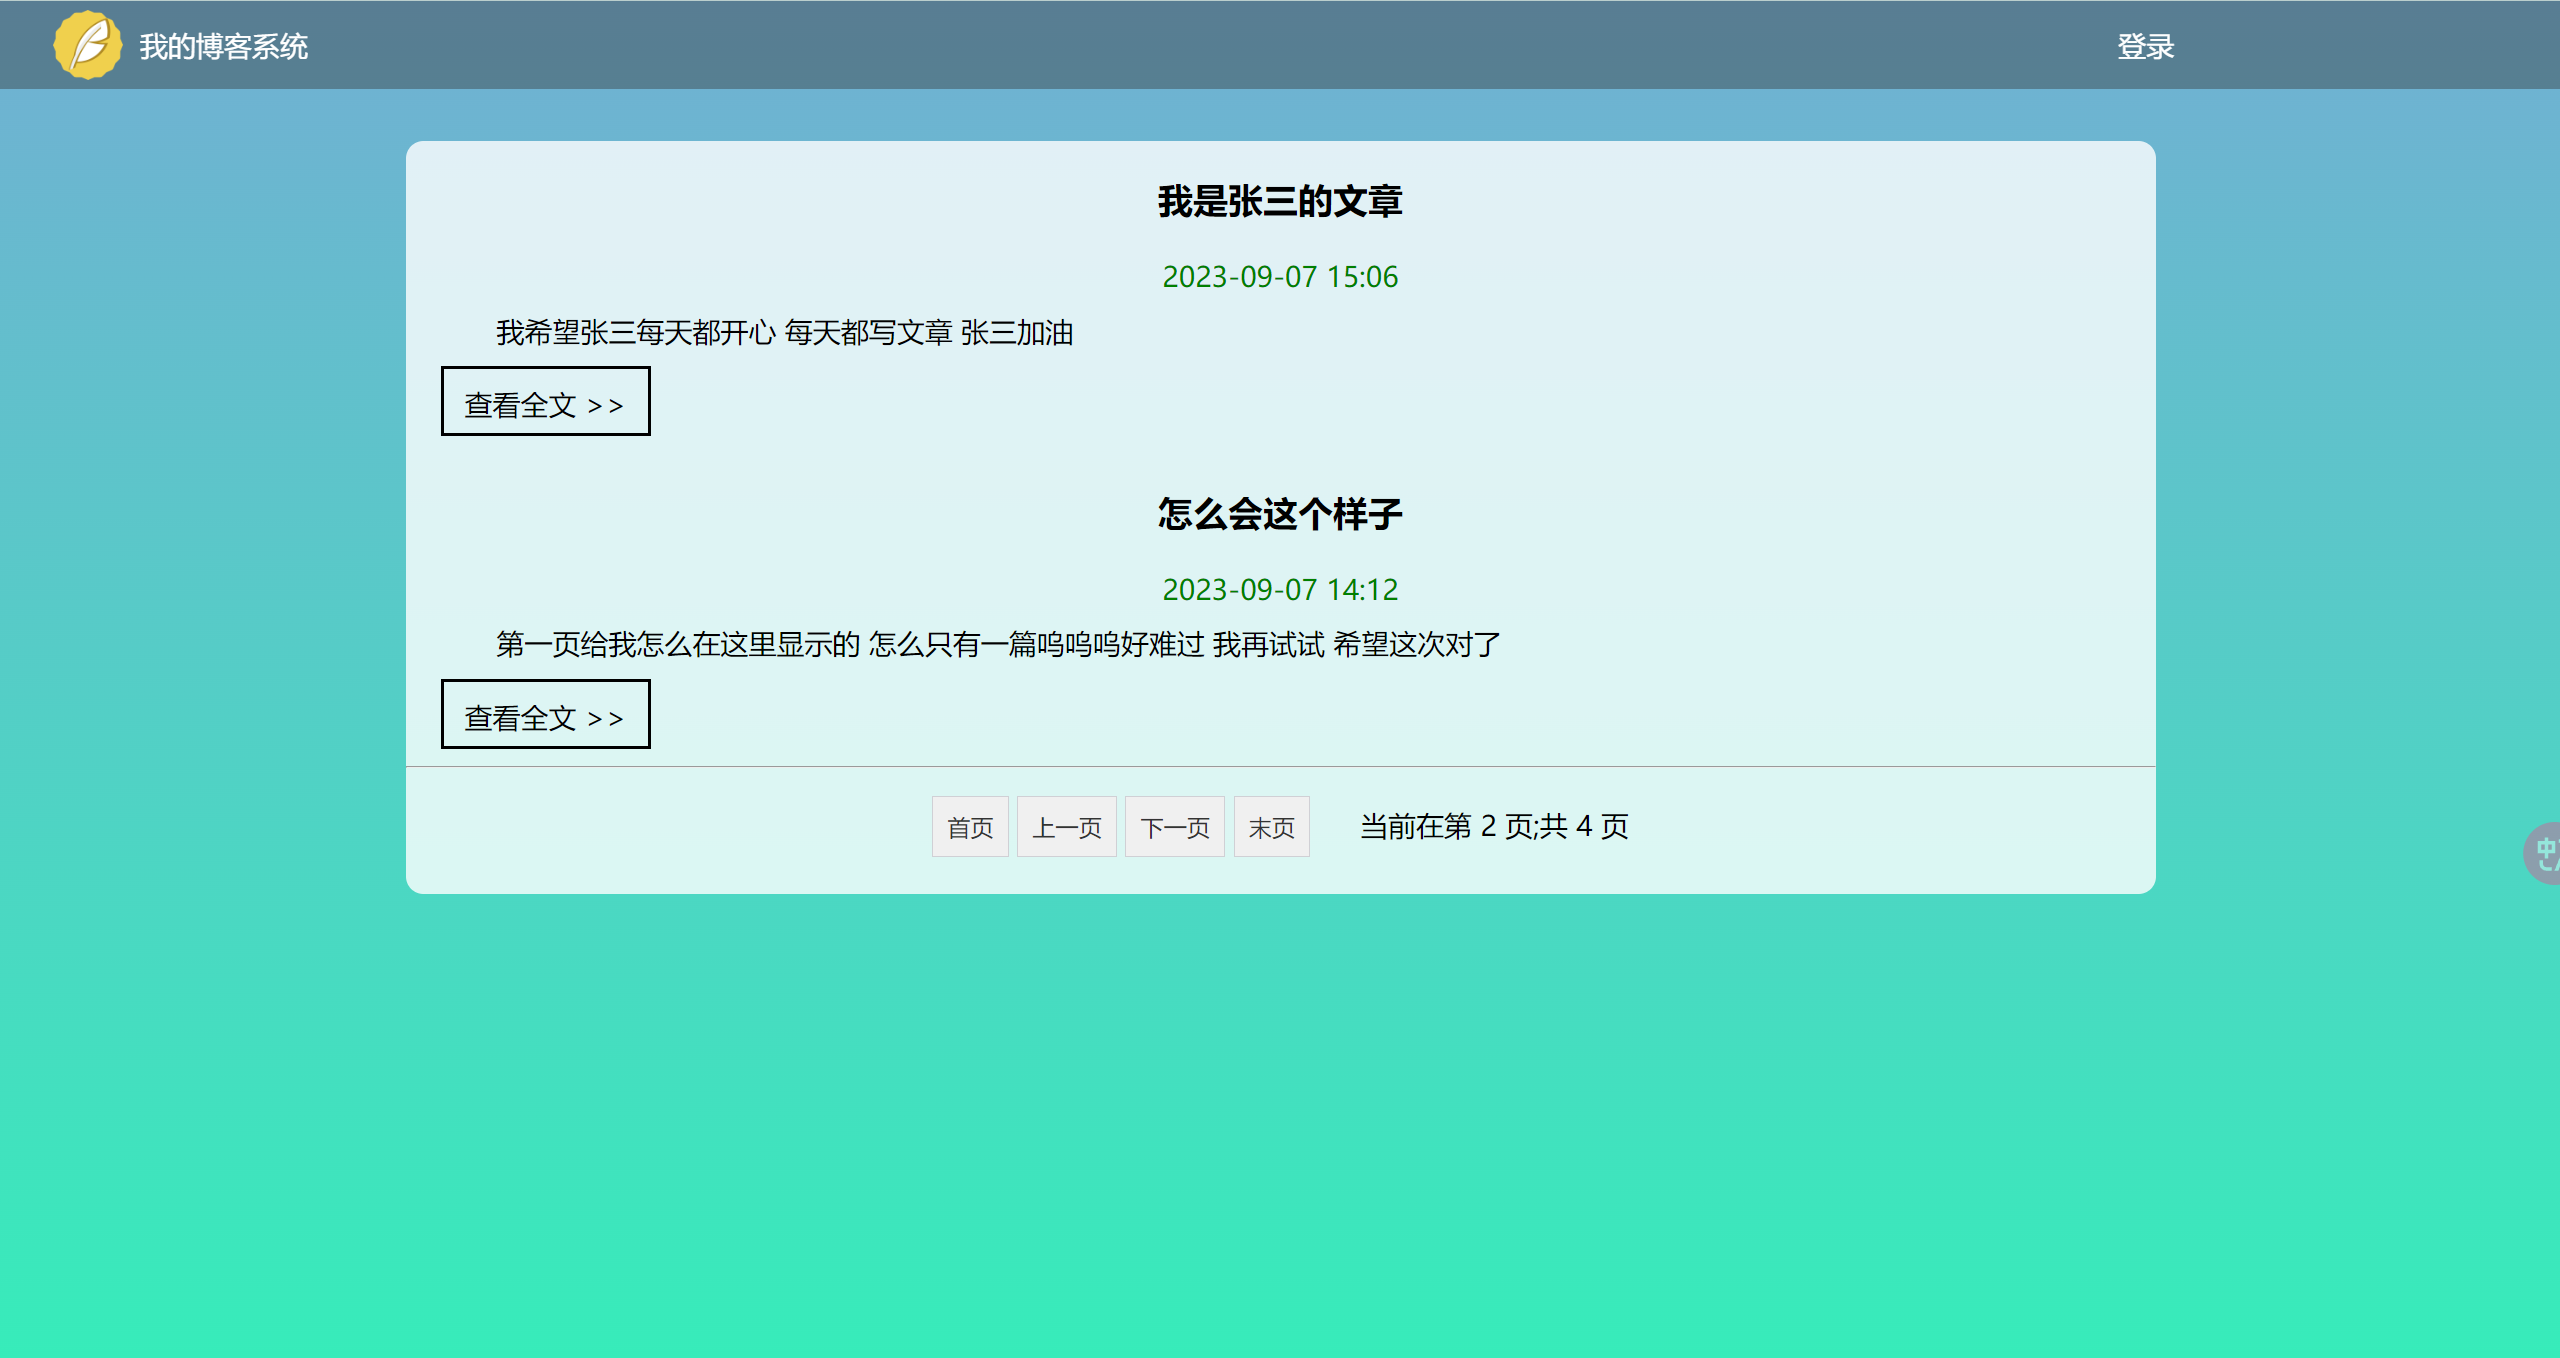 我的博客系统
登录
我是张三的文章
2023-09-07 15:06
我希望张三每天都开心 每天都写文章 张三加油
查看全文 >>
怎么会这个样子
2023-09-07 14:12
第一页给我怎么在这里显示的 怎么只有一篇呜呜呜好难过 我再试试 希望这次对了
查看全文 >>
首页 上一页 下一页 末页 当前在第 2 页;共 4 页
中